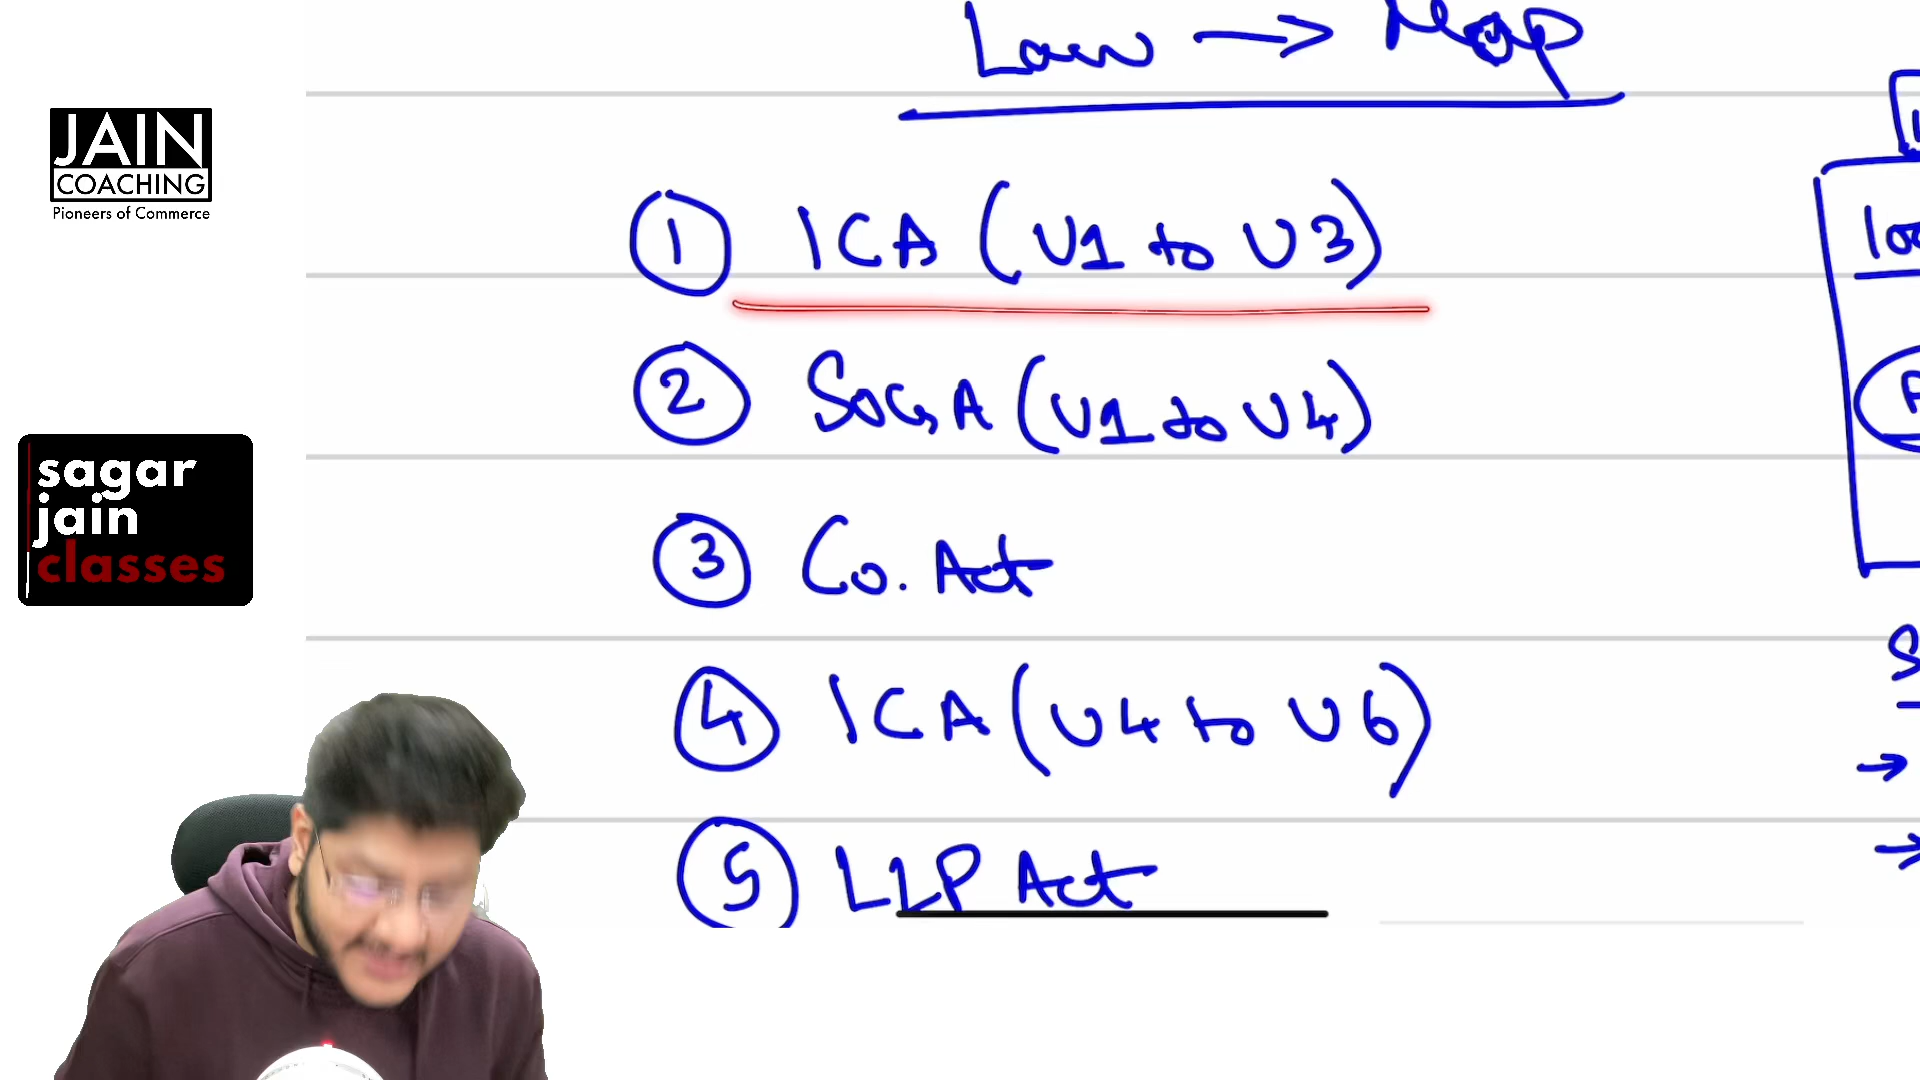 JAIN
COACHING
Pioneers of Commerce
sagar
jain
classes
Law → Map
① ICA (U1 to U3)
② SOGA (U1 to U4)
③ Co. Act
④ ICA (U4 to U6)
⑤ LLP Act